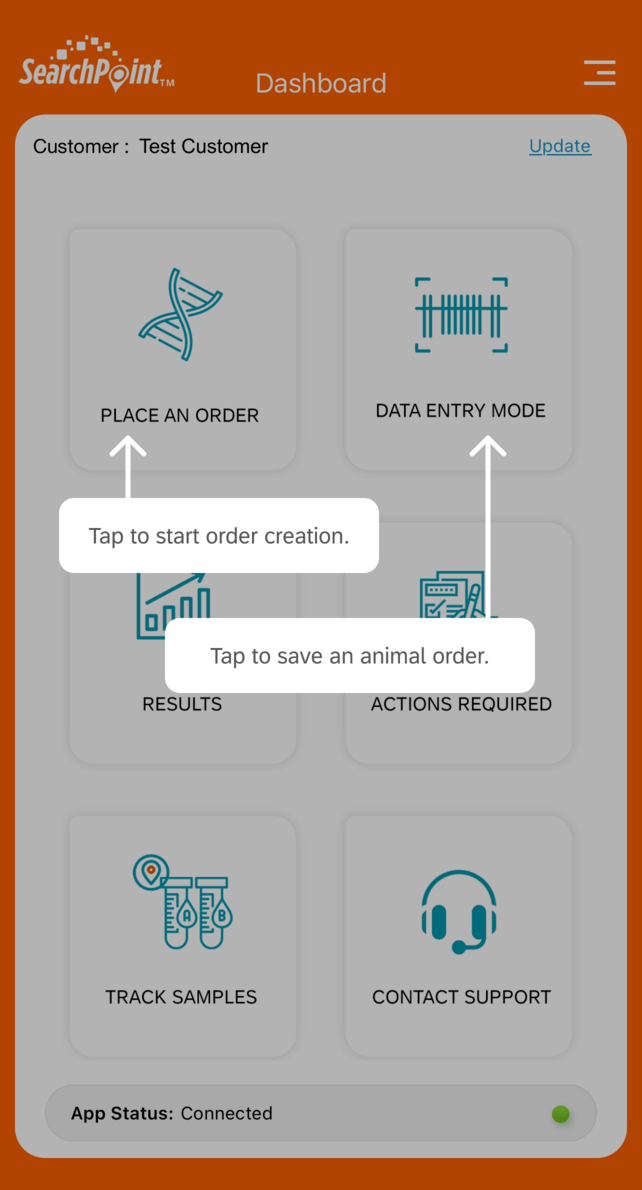 SearchPoint™
Dashboard
Customer : Test Customer
Update
PLACE AN ORDER
DATA ENTRY MODE
Tap to start order creation.
Tap to save an animal order.
RESULTS
ACTIONS REQUIRED
A B
TRACK SAMPLES
CONTACT SUPPORT
App Status: Connected